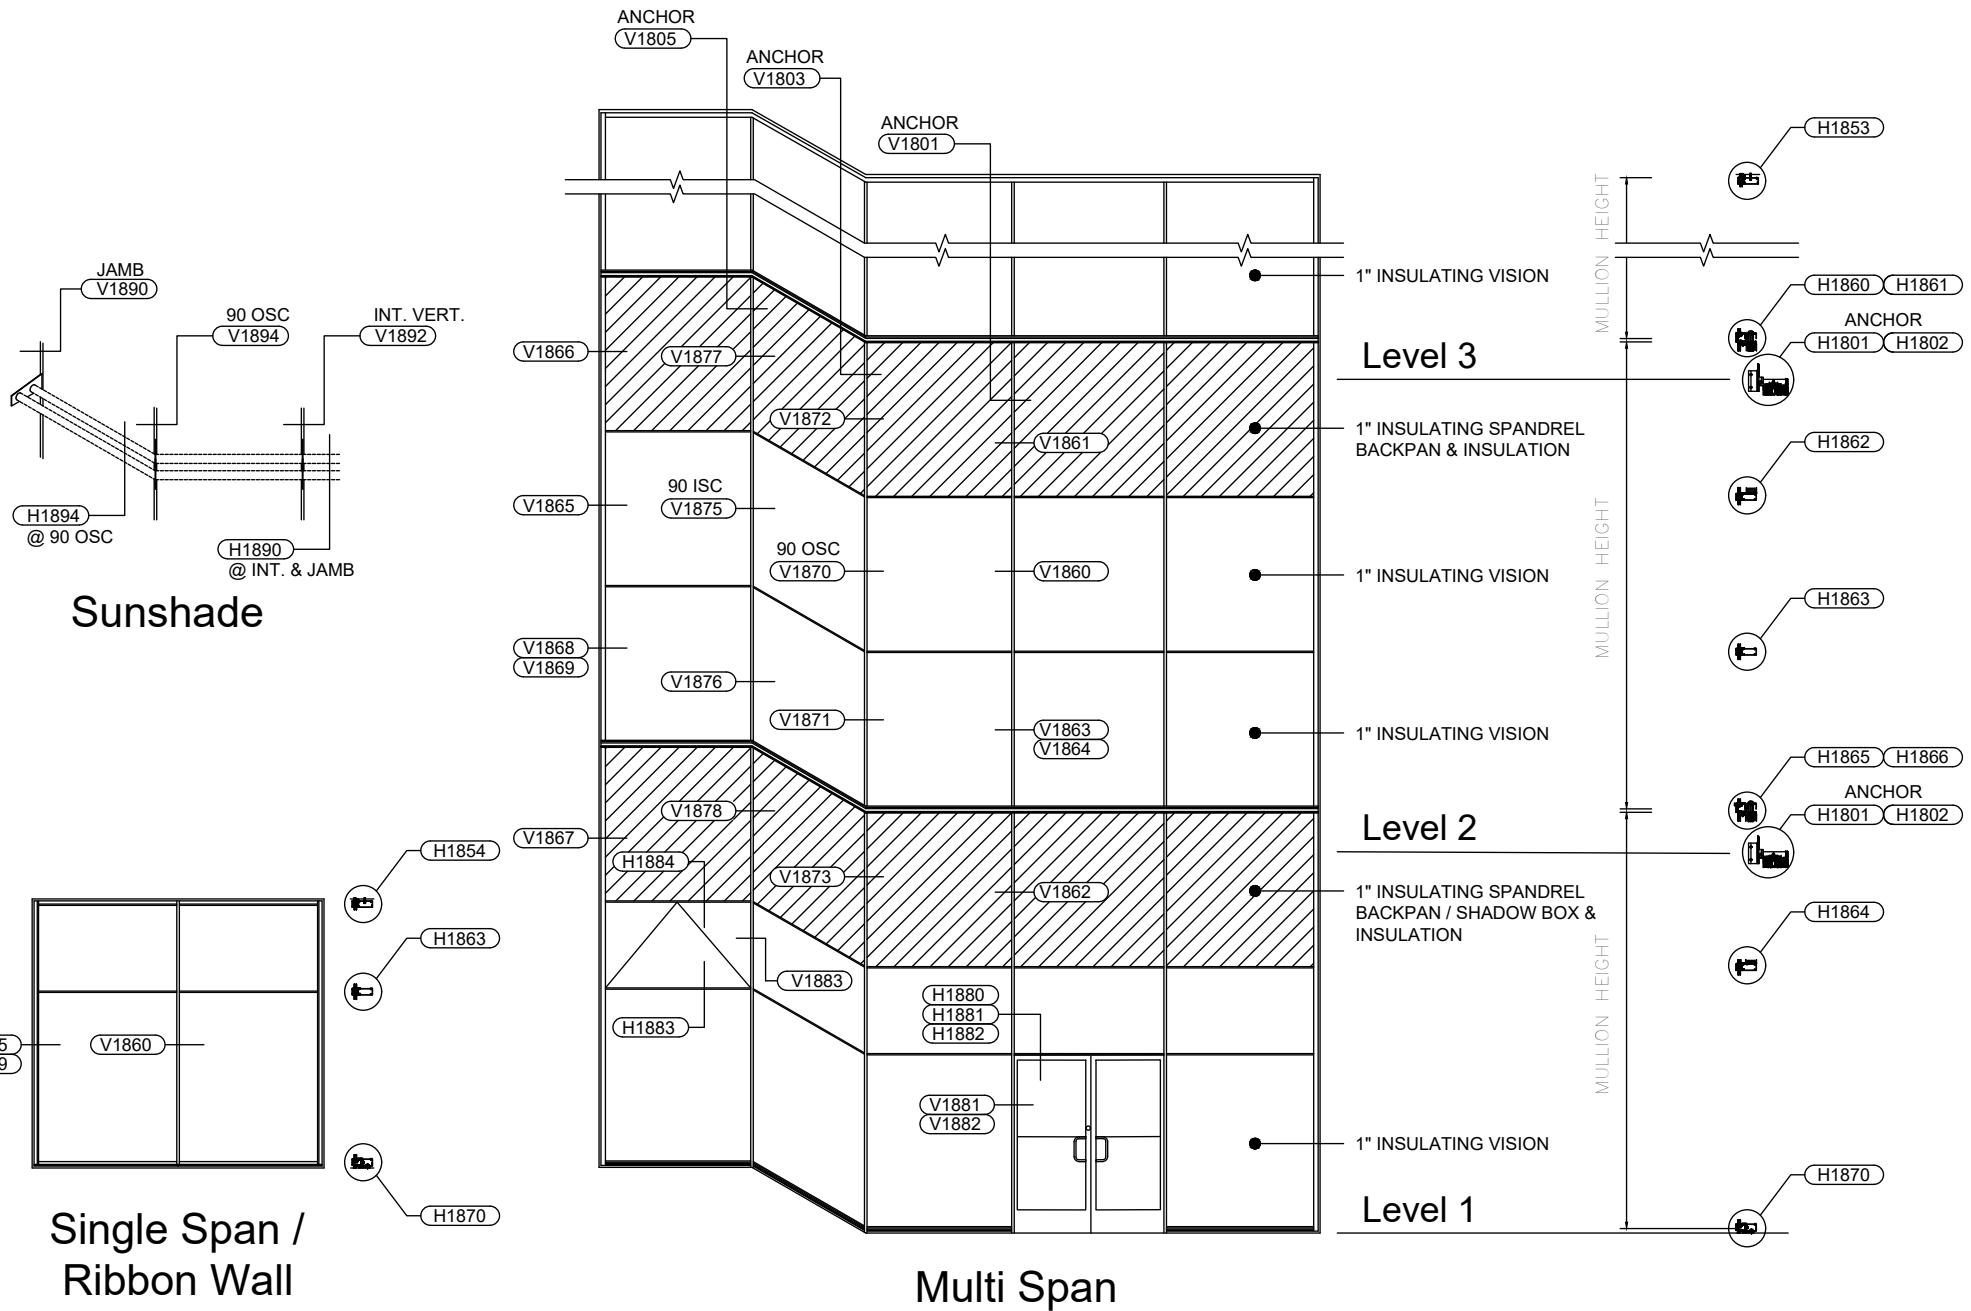 ANCHOR
V1805
ANCHOR
V1803
ANCHOR
V1801
H1853
MULLION HEIGHT
1" INSULATING VISION
H1860 H1861
ANCHOR
H1801 H1802
Level 3
V1866
V1877
V1872
V1861
1" INSULATING SPANDREL
BACKPAN & INSULATION
H1862
V1865
90 ISC
V1875
90 OSC
V1870
V1860
1" INSULATING VISION
MULLION HEIGHT
H1863
V1868
V1869
V1876
V1871
V1863
V1864
1" INSULATING VISION
H1865 H1866
ANCHOR
H1801 H1802
Level 2
V1878
V1867
H1884
V1873
V1862
1" INSULATING SPANDREL
BACKPAN / SHADOW BOX &
INSULATION
H1864
MULLION HEIGHT
V1883
H1883
H1880
H1881
H1882
V1881
V1882
1" INSULATING VISION
H1870
Level 1
Multi Span
JAMB
V1890
90 OSC
V1894
INT. VERT.
V1892
H1894
@ 90 OSC
H1890
@ INT. & JAMB
Sunshade
H1854
H1863
5
9
V1860
H1870
Single Span /
Ribbon Wall